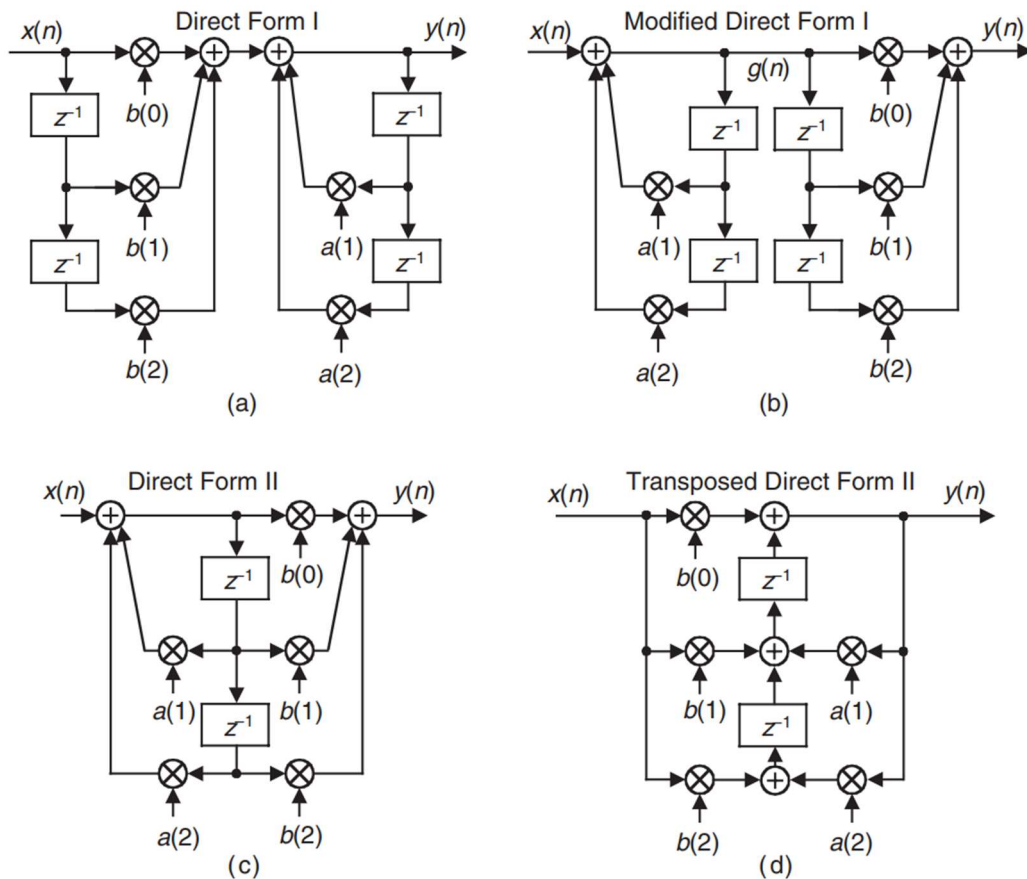 Direct Form I
x(n)
y(n)
b(0)
z−1
z−1
b(1)
a(1)
z−1
z−1
b(2)
a(2)
(a)
Modified Direct Form I
x(n)
y(n)
g(n)
b(0)
z−1
z−1
a(1)
b(1)
z−1
z−1
a(2)
b(2)
(b)
Direct Form II
x(n)
y(n)
b(0)
z−1
a(1)
b(1)
z−1
a(2)
b(2)
(c)
Transposed Direct Form II
x(n)
y(n)
b(0)
z−1
b(1)
a(1)
z−1
b(2)
a(2)
(d)